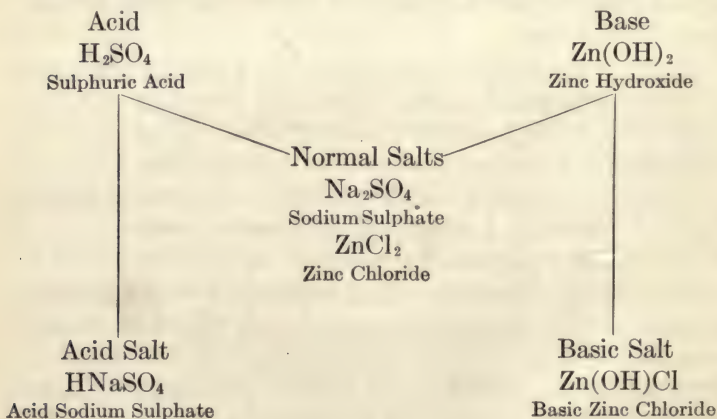 Acid
H₂SO₄
Sulphuric Acid
Base
Zn(OH)₂
Zinc Hydroxide
Normal Salts
Na₂SO₄
Sodium Sulphate
ZnCl₂
Zinc Chloride
Acid Salt
HNaSO₄
Acid Sodium Sulphate
Basic Salt
Zn(OH)Cl
Basic Zinc Chloride